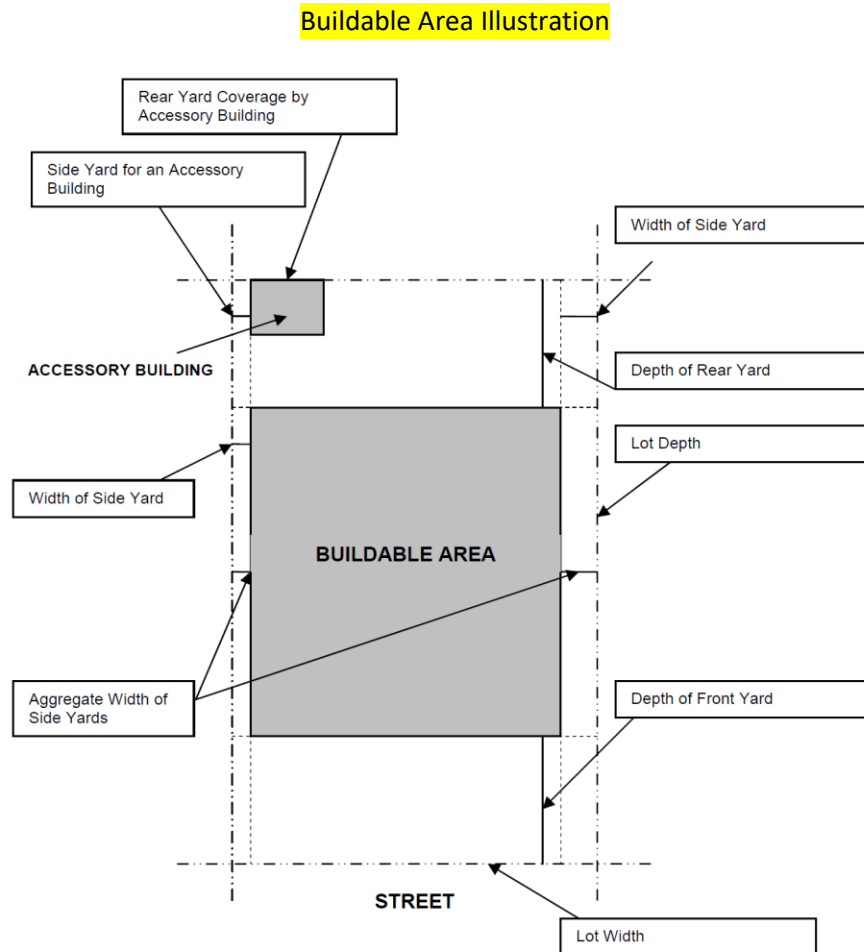 Buildable Area Illustration
Rear Yard Coverage by
Accessory Building
Side Yard for an Accessory
Building
Width of Side Yard
ACCESSORY BUILDING
Depth of Rear Yard
Lot Depth
Width of Side Yard
BUILDABLE AREA
Aggregate Width of
Side Yards
Depth of Front Yard
STREET
Lot Width